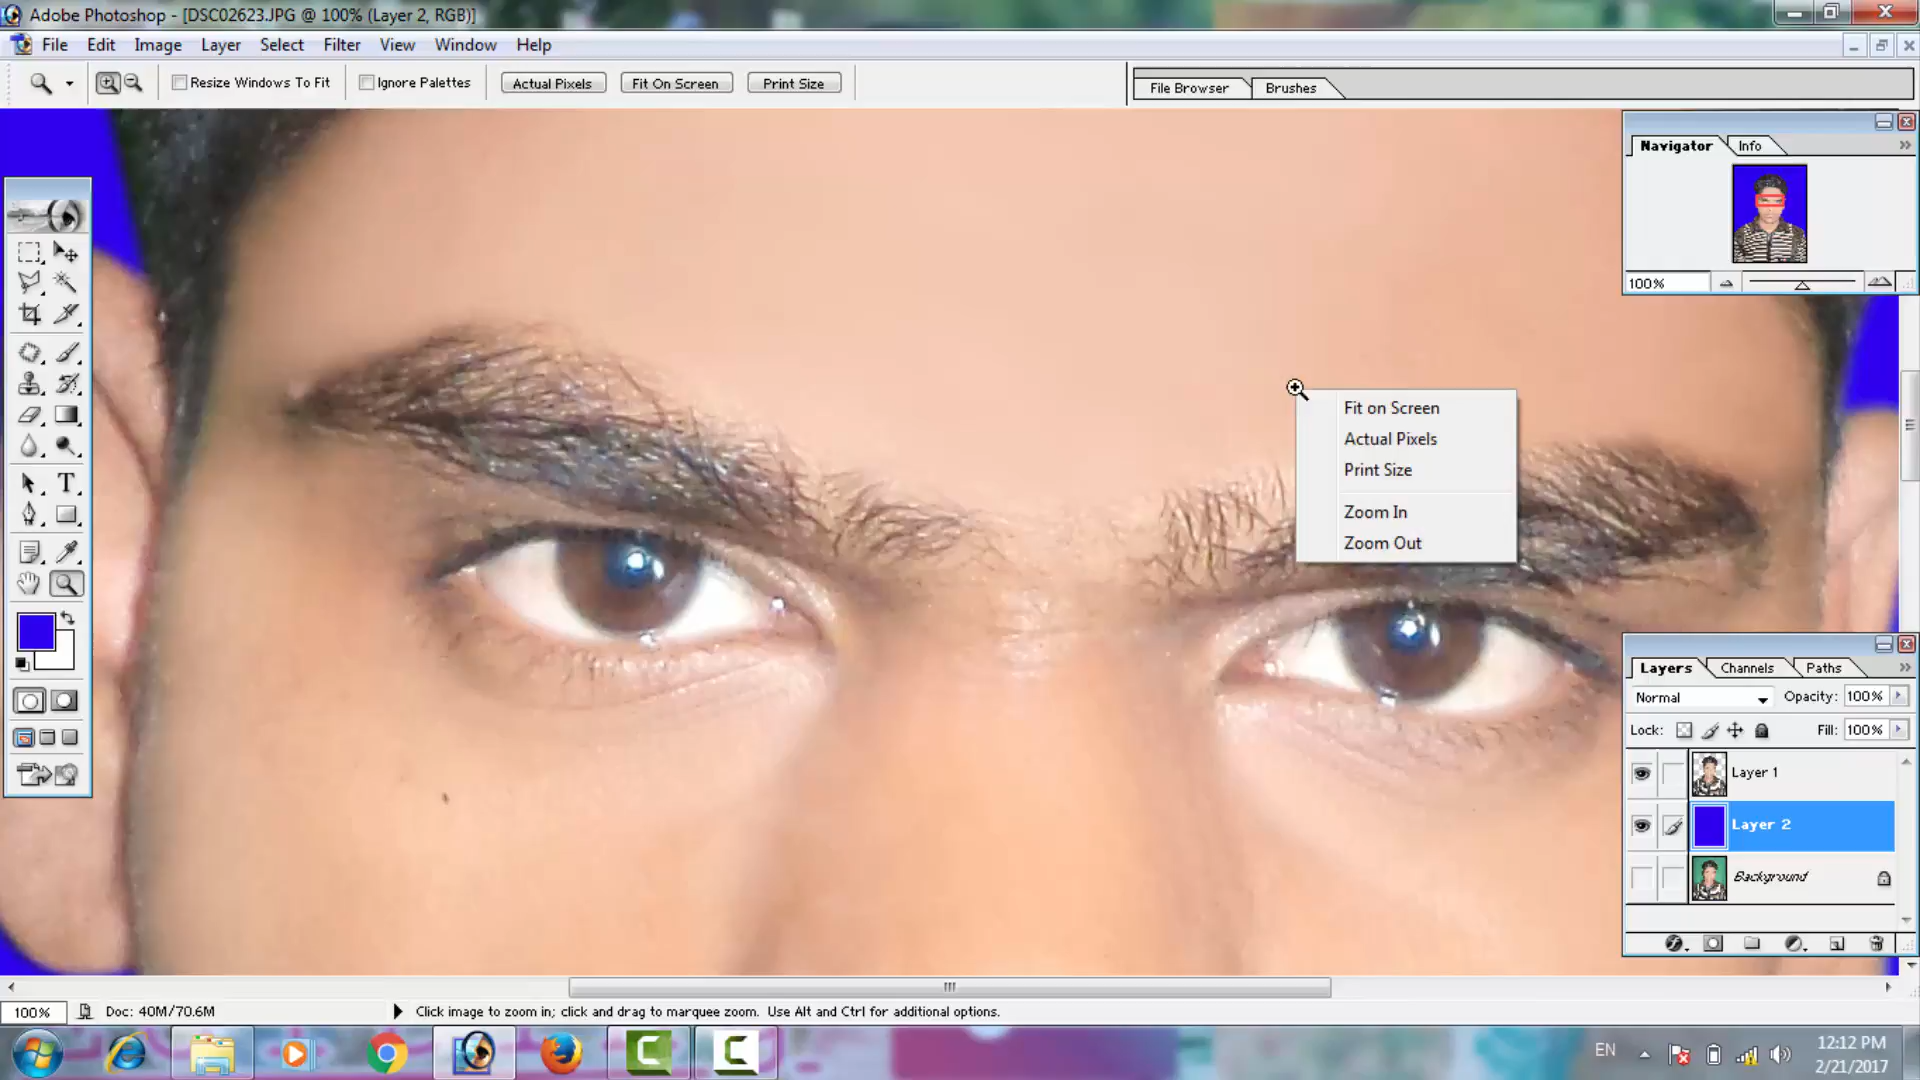 Adobe Photoshop - [DSC02623.JPG @ 100% (Layer 2, RGB)]
File Edit Image Layer Select Filter View Window Help
Resize Windows To Fit Ignore Palettes Actual Pixels Fit On Screen Print Size File Browser Brushes
Navigator Info
100%
Fit on Screen
Actual Pixels
Print Size
Zoom In
Zoom Out
T
Layers Channels Paths
Normal Opacity: 100%
Lock: Fill: 100%
Layer 1
Layer 2
Background
100% Doc: 40M/70.6M Click image to zoom in; click and drag to marquee zoom. Use Alt and Ctrl for additional options.
EN 12:12 PM
2/21/2017